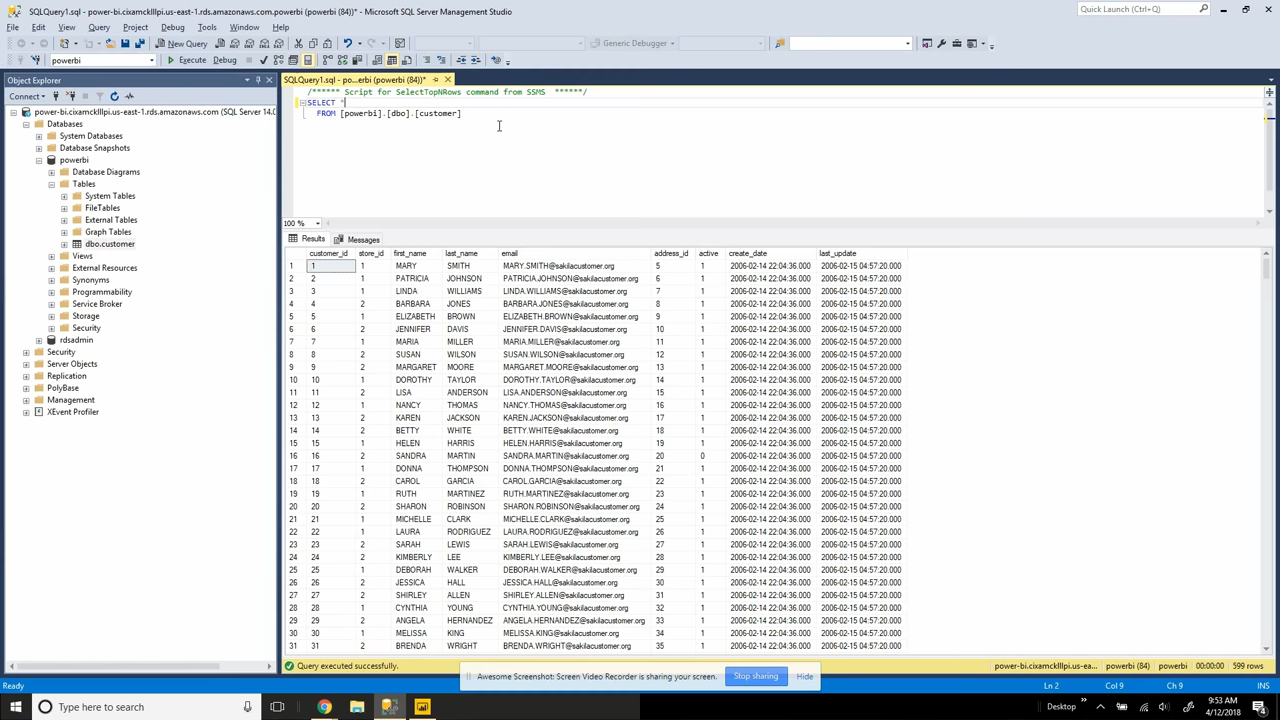 SQLQuery1.sql - power-bi.cixamcklllpi.us-east-1.rds.amazonaws.com.powerbi (powerbi (84))* - Microsoft SQL Server Management Studio
Quick Launch (Ctrl+Q)
File Edit View Query Project Debug Tools Window Help
New Query Generic Debugger
powerbi Execute Debug
Object Explorer
SQLQuery1.sql - po...erbi (powerbi (84))*
Connect
power-bi.cixamcklllpi.us-east-1.rds.amazonaws.com (SQL Server 14.0
Databases
System Databases
Database Snapshots
powerbi
Database Diagrams
Tables
System Tables
FileTables
External Tables
Graph Tables
dbo.customer
Views
External Resources
Synonyms
Programmability
Service Broker
Storage
Security
rdsadmin
Security
Server Objects
Replication
PolyBase
Management
XEvent Profiler
/****** Script for SelectTopNRows command from SSMS ******/
SELECT *
FROM [powerbi].[dbo].[customer]
100 %
Results Messages
customer_id store_id first_name last_name email address_id active create_date last_update
1 1 1 MARY SMITH MARY.SMITH@sakilacustomer.org 5 1 2006-02-14 22:04:36.000 2006-02-15 04:57:20.000
2 2 1 PATRICIA JOHNSON PATRICIA.JOHNSON@sakilacustomer.org 6 1 2006-02-14 22:04:36.000 2006-02-15 04:57:20.000
3 3 1 LINDA WILLIAMS LINDA.WILLIAMS@sakilacustomer.org 7 1 2006-02-14 22:04:36.000 2006-02-15 04:57:20.000
4 4 2 BARBARA JONES BARBARA.JONES@sakilacustomer.org 8 1 2006-02-14 22:04:36.000 2006-02-15 04:57:20.000
5 5 1 ELIZABETH BROWN ELIZABETH.BROWN@sakilacustomer.org 9 1 2006-02-14 22:04:36.000 2006-02-15 04:57:20.000
6 6 2 JENNIFER DAVIS JENNIFER.DAVIS@sakilacustomer.org 10 1 2006-02-14 22:04:36.000 2006-02-15 04:57:20.000
7 7 1 MARIA MILLER MARIA.MILLER@sakilacustomer.org 11 1 2006-02-14 22:04:36.000 2006-02-15 04:57:20.000
8 8 2 SUSAN WILSON SUSAN.WILSON@sakilacustomer.org 12 1 2006-02-14 22:04:36.000 2006-02-15 04:57:20.000
9 9 2 MARGARET MOORE MARGARET.MOORE@sakilacustomer.org 13 1 2006-02-14 22:04:36.000 2006-02-15 04:57:20.000
10 10 1 DOROTHY TAYLOR DOROTHY.TAYLOR@sakilacustomer.org 14 1 2006-02-14 22:04:36.000 2006-02-15 04:57:20.000
11 11 2 LISA ANDERSON LISA.ANDERSON@sakilacustomer.org 15 1 2006-02-14 22:04:36.000 2006-02-15 04:57:20.000
12 12 1 NANCY THOMAS NANCY.THOMAS@sakilacustomer.org 16 1 2006-02-14 22:04:36.000 2006-02-15 04:57:20.000
13 13 2 KAREN JACKSON KAREN.JACKSON@sakilacustomer.org 17 1 2006-02-14 22:04:36.000 2006-02-15 04:57:20.000
14 14 2 BETTY WHITE BETTY.WHITE@sakilacustomer.org 18 1 2006-02-14 22:04:36.000 2006-02-15 04:57:20.000
15 15 1 HELEN HARRIS HELEN.HARRIS@sakilacustomer.org 19 1 2006-02-14 22:04:36.000 2006-02-15 04:57:20.000
16 16 2 SANDRA MARTIN SANDRA.MARTIN@sakilacustomer.org 20 0 2006-02-14 22:04:36.000 2006-02-15 04:57:20.000
17 17 1 DONNA THOMPSON DONNA.THOMPSON@sakilacustomer.org 21 1 2006-02-14 22:04:36.000 2006-02-15 04:57:20.000
18 18 2 CAROL GARCIA CAROL.GARCIA@sakilacustomer.org 22 1 2006-02-14 22:04:36.000 2006-02-15 04:57:20.000
19 19 1 RUTH MARTINEZ RUTH.MARTINEZ@sakilacustomer.org 23 1 2006-02-14 22:04:36.000 2006-02-15 04:57:20.000
20 20 2 SHARON ROBINSON SHARON.ROBINSON@sakilacustomer.org 24 1 2006-02-14 22:04:36.000 2006-02-15 04:57:20.000
21 21 1 MICHELLE CLARK MICHELLE.CLARK@sakilacustomer.org 25 1 2006-02-14 22:04:36.000 2006-02-15 04:57:20.000
22 22 1 LAURA RODRIGUEZ LAURA.RODRIGUEZ@sakilacustomer.org 26 1 2006-02-14 22:04:36.000 2006-02-15 04:57:20.000
23 23 2 SARAH LEWIS SARAH.LEWIS@sakilacustomer.org 27 1 2006-02-14 22:04:36.000 2006-02-15 04:57:20.000
24 24 2 KIMBERLY LEE KIMBERLY.LEE@sakilacustomer.org 28 1 2006-02-14 22:04:36.000 2006-02-15 04:57:20.000
25 25 1 DEBORAH WALKER DEBORAH.WALKER@sakilacustomer.org 29 1 2006-02-14 22:04:36.000 2006-02-15 04:57:20.000
26 26 2 JESSICA HALL JESSICA.HALL@sakilacustomer.org 30 1 2006-02-14 22:04:36.000 2006-02-15 04:57:20.000
27 27 2 SHIRLEY ALLEN SHIRLEY.ALLEN@sakilacustomer.org 31 1 2006-02-14 22:04:36.000 2006-02-15 04:57:20.000
28 28 1 CYNTHIA YOUNG CYNTHIA.YOUNG@sakilacustomer.org 32 1 2006-02-14 22:04:36.000 2006-02-15 04:57:20.000
29 29 2 ANGELA HERNANDEZ ANGELA.HERNANDEZ@sakilacustomer.org 33 1 2006-02-14 22:04:36.000 2006-02-15 04:57:20.000
30 30 1 MELISSA KING MELISSA.KING@sakilacustomer.org 34 1 2006-02-14 22:04:36.000 2006-02-15 04:57:20.000
31 31 2 BRENDA WRIGHT BRENDA.WRIGHT@sakilacustomer.org 35 1 2006-02-14 22:04:36.000 2006-02-15 04:57:20.000
Query executed successfully. power-bi.cixamcklllpi.us-ea... powerbi (84) powerbi 00:00:00 599 rows
Awesome Screenshot: Screen Video Recorder is sharing your screen. Stop sharing Hide
Ready Ln 2 Col 9 Ch 9 INS
Type here to search
Desktop
9:53 AM
4/12/2018
4